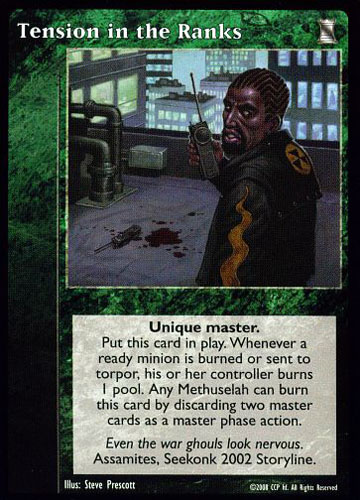 Tension in the Ranks
Unique master.
Put this card in play. Whenever a
ready minion is burned or sent to
torpor, his or her controller burns
1 pool. Any Methuselah can burn
this card by discarding two master
cards as a master phase action.
Even the war ghouls look nervous.
Assamites, Seekonk 2002 Storyline.
Illus: Steve Prescott
©2008 CCP hf. All Rights Reserved